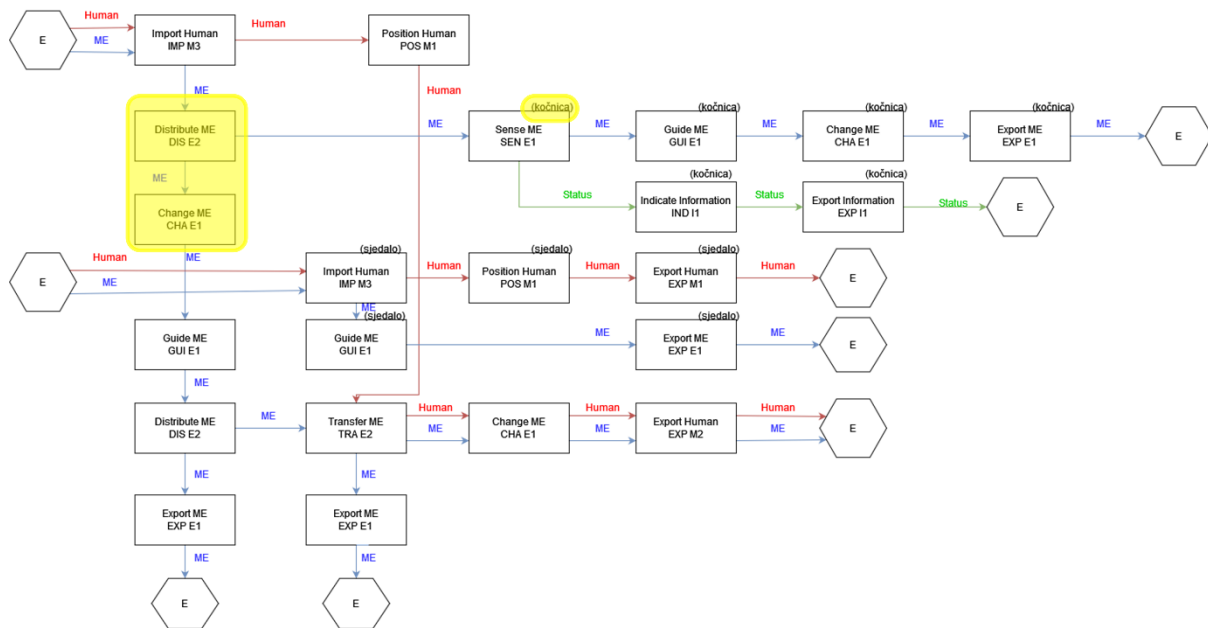 Human
Human
E
ME
Import Human
IMP M3
Position Human
POS M1
ME
Human
(kočnica)
(kočnica)
(kočnica)
(kočnica)
Distribute ME
DIS E2
ME
Sense ME
SEN E1
ME
Guide ME
GUI E1
ME
Change ME
CHA E1
ME
Export ME
EXP E1
ME
E
ME
(kočnica)
(kočnica)
Change ME
CHA E1
Status
Indicate Information
IND I1
Status
Export Information
EXP I1
Status
E
ME
(sjedalo)
(sjedalo)
(sjedalo)
Human
E
ME
Import Human
IMP M3
Human
Position Human
POS M1
Human
Export Human
EXP M1
Human
E
ME
(sjedalo)
(sjedalo)
Guide ME
GUI E1
Guide ME
GUI E1
ME
Export ME
EXP E1
ME
E
ME
Distribute ME
DIS E2
ME
Transfer ME
TRA E2
Human
ME
Change ME
CHA E1
Human
ME
Export Human
EXP M2
Human
ME
E
ME
ME
Export ME
EXP E1
Export ME
EXP E1
ME
ME
E
E